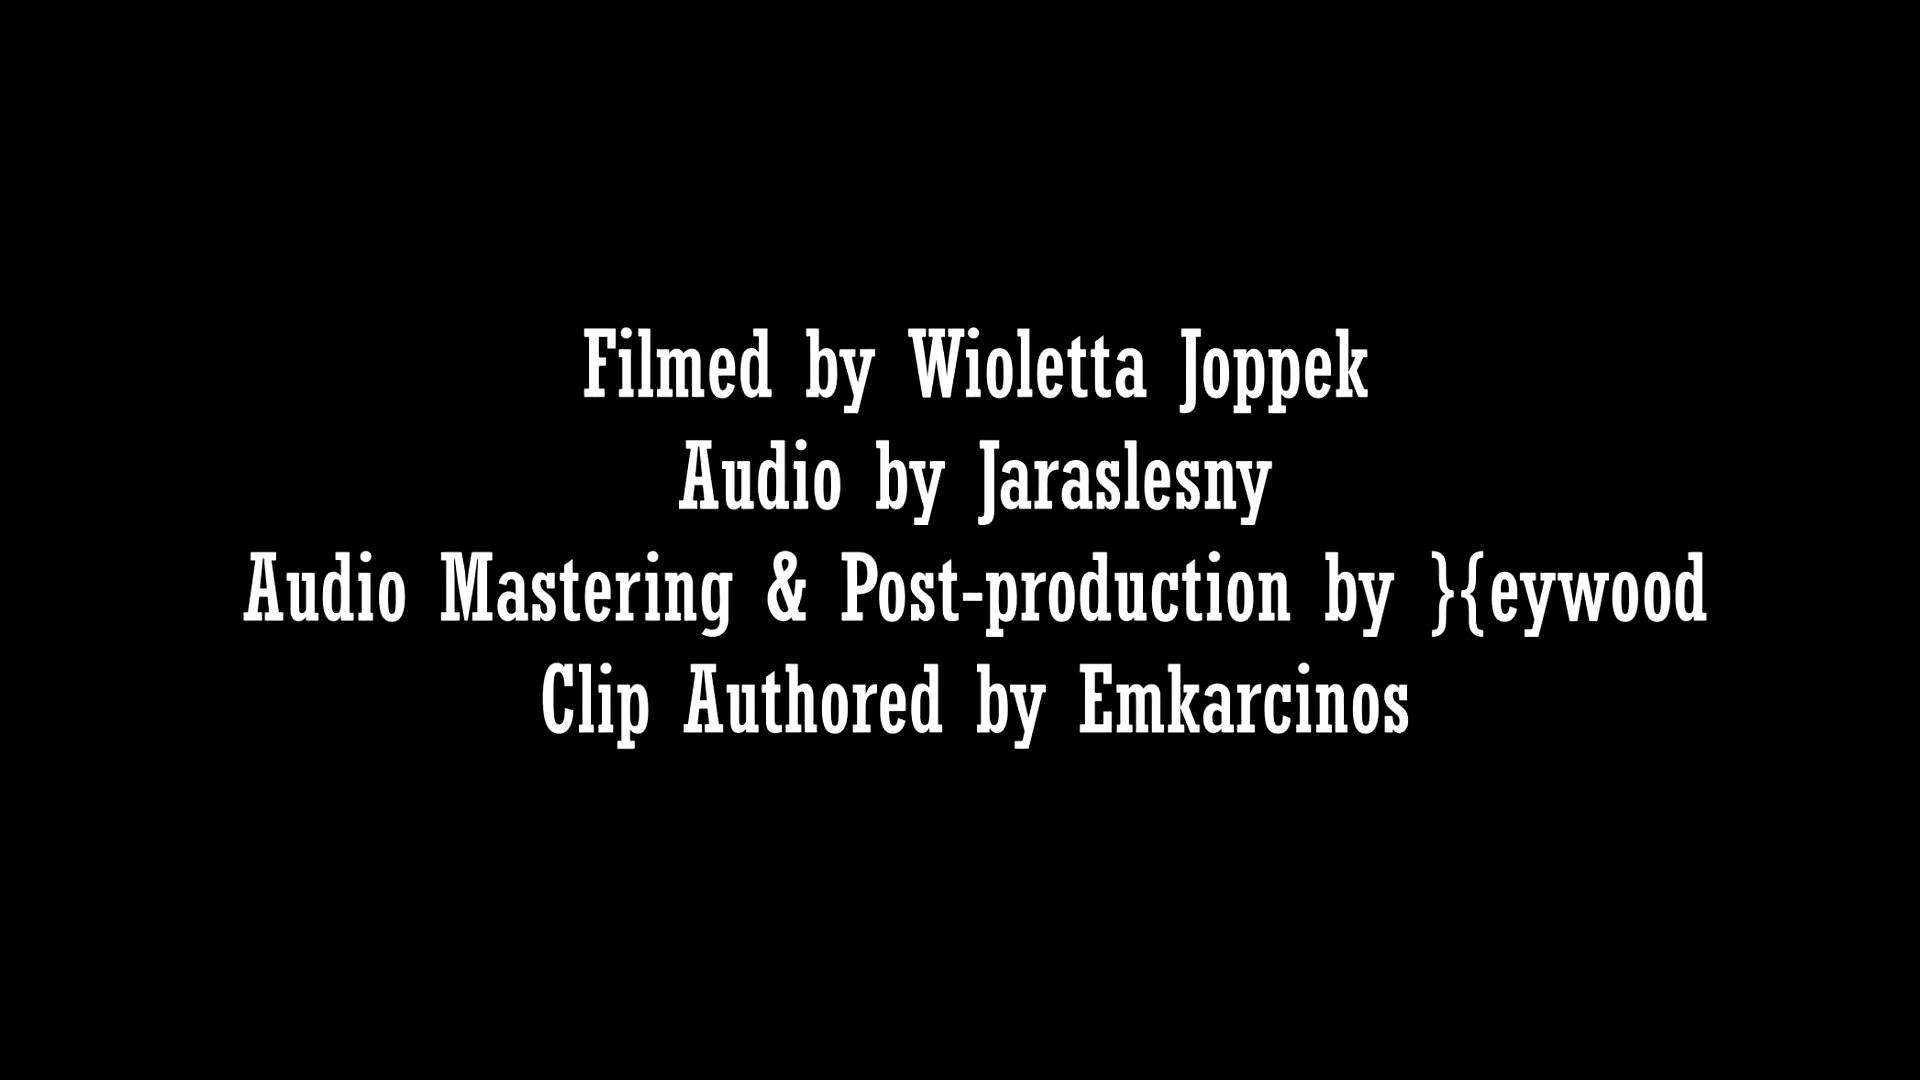 Filmed by Wioletta Joppek
Audio by Jaraslesny
Audio Mastering & Post-production by }{eywood
Clip Authored by Emkarcinos